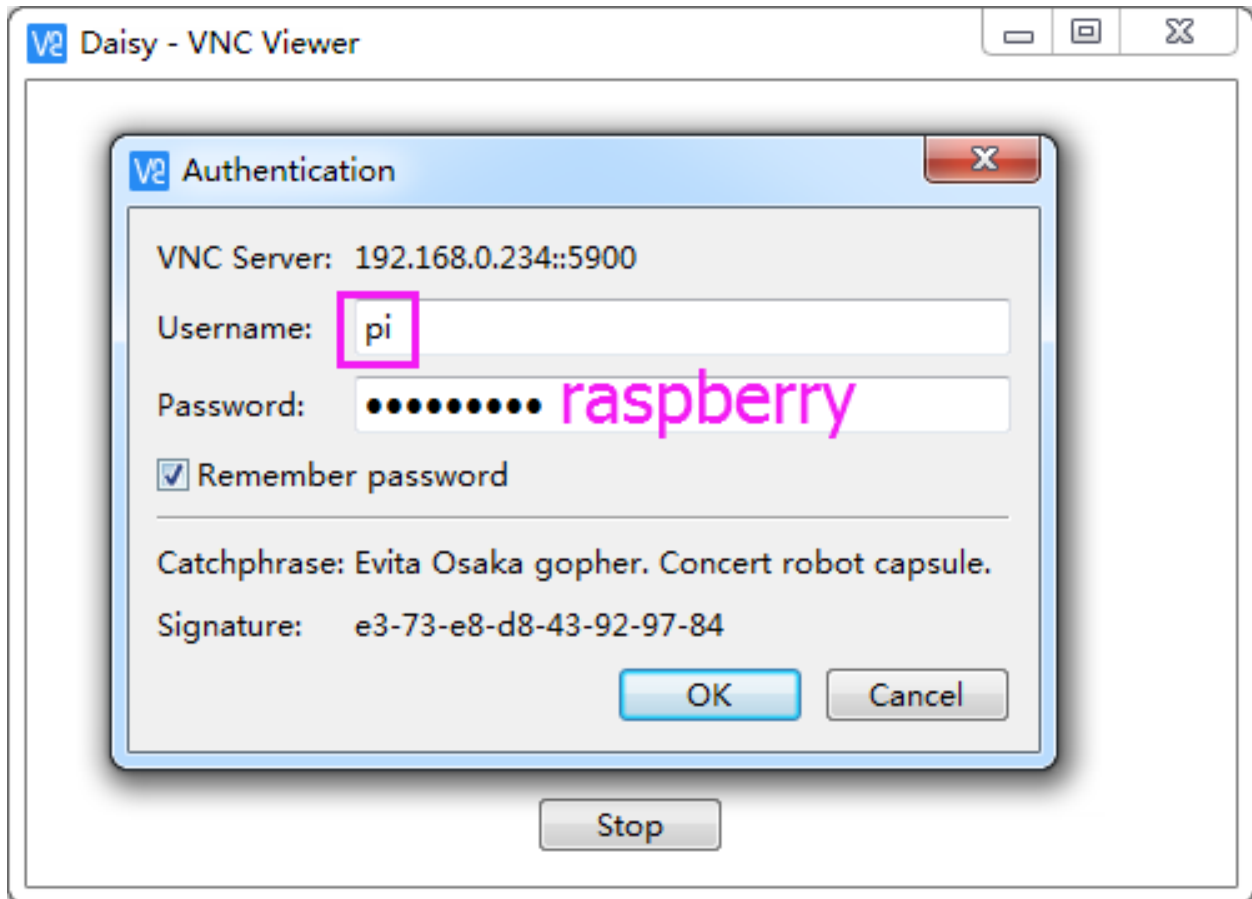 Daisy - VNC Viewer
Authentication
VNC Server: 192.168.0.234::5900
Username: pi
Password: ●●●●●●●●● raspberry
Remember password
Catchphrase: Evita Osaka gopher. Concert robot capsule.
Signature: e3-73-e8-d8-43-92-97-84
OK Cancel
Stop